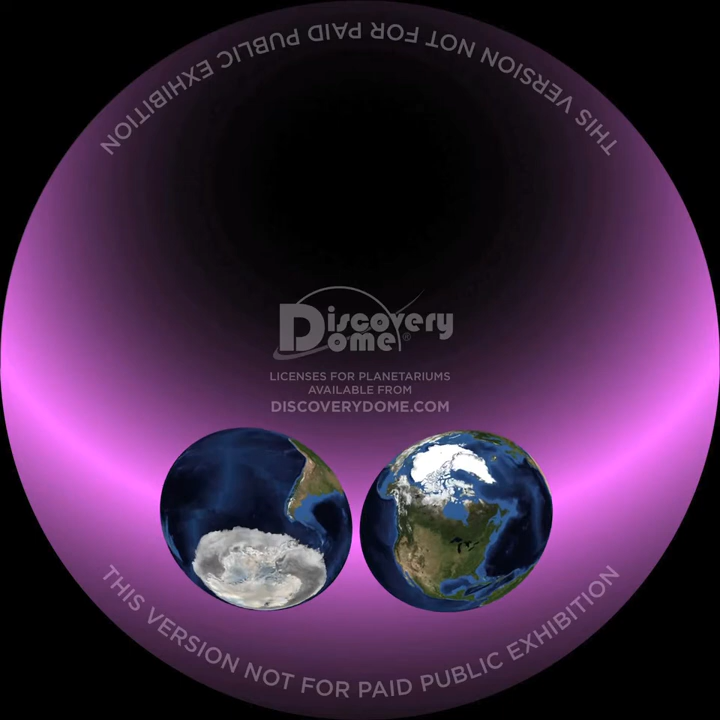 THIS VERSION NOT FOR PAID PUBLIC EXHIBITION
Discovery
Dome®
LICENSES FOR PLANETARIUMS
AVAILABLE FROM
DISCOVERYDOME.COM
THIS VERSION NOT FOR PAID PUBLIC EXHIBITION